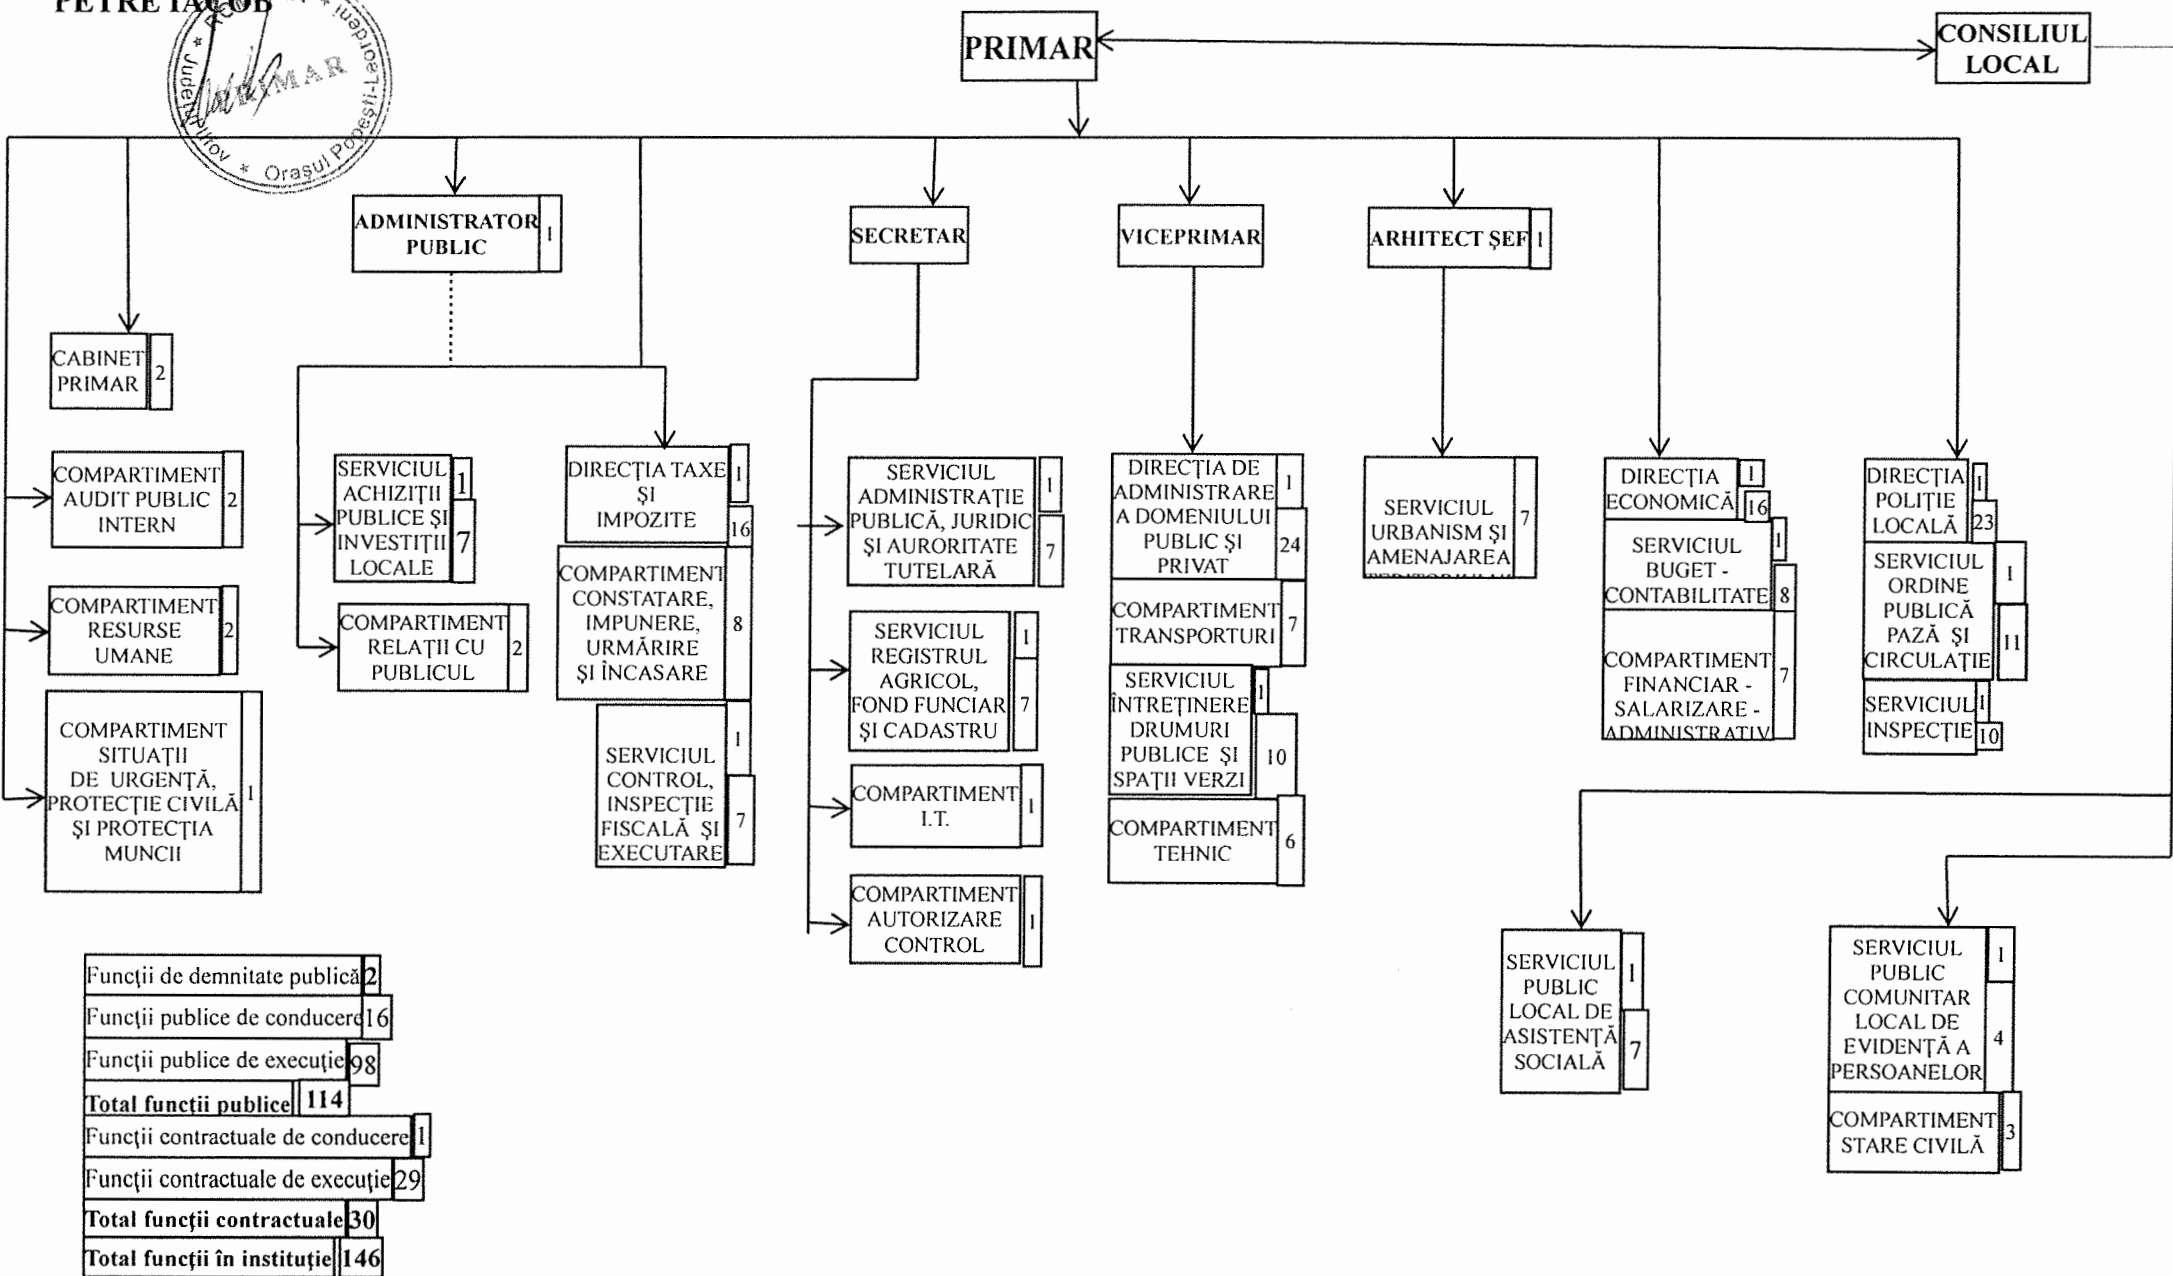 PETRE IACOB
PRIMAR
* Județul Ilfov * Orașul Popești-Leordeni *
PRIMAR
CONSILIUL
LOCAL
ADMINISTRATOR
PUBLIC
1
SECRETAR
VICEPRIMAR
ARHITECT ŞEF
1
CABINET
PRIMAR
2
COMPARTIMENT
AUDIT PUBLIC
INTERN
2
COMPARTIMENT
RESURSE
UMANE
2
COMPARTIMENT
SITUAŢII
DE URGENŢĂ,
PROTECŢIE CIVILĂ
ŞI PROTECŢIA
MUNCII
1
SERVICIUL
ACHIZIŢII
PUBLICE ŞI
INVESTIŢII
LOCALE
1
7
COMPARTIMENT
RELAŢII CU
PUBLICUL
2
DIRECŢIA TAXE
ŞI
IMPOZITE
1
16
COMPARTIMENT
CONSTATARE,
IMPUNERE,
URMĂRIRE
ŞI ÎNCASARE
8
SERVICIUL
CONTROL,
INSPECŢIE
FISCALĂ ŞI
EXECUTARE
1
7
SERVICIUL
ADMINISTRAŢIE
PUBLICĂ, JURIDIC
ŞI AURORITATE
TUTELARĂ
1
7
SERVICIUL
REGISTRUL
AGRICOL,
FOND FUNCIAR
ŞI CADASTRU
1
7
COMPARTIMENT
I.T.
1
COMPARTIMENT
AUTORIZARE
CONTROL
1
DIRECŢIA DE
ADMINISTRARE
A DOMENIULUI
PUBLIC ŞI
PRIVAT
1
24
COMPARTIMENT
TRANSPORTURI
7
SERVICIUL
ÎNTREŢINERE
DRUMURI
PUBLICE ŞI
SPAŢII VERZI
1
10
COMPARTIMENT
TEHNIC
6
SERVICIUL
URBANISM ŞI
AMENAJAREA
7
DIRECŢIA
ECONOMICĂ
1
16
SERVICIUL
BUGET -
CONTABILITATE
1
8
COMPARTIMENT
FINANCIAR -
SALARIZARE -
ADMINISTRATIV
7
DIRECŢIA
POLIŢIE
LOCALĂ
1
23
SERVICIUL
ORDINE
PUBLICĂ
PAZĂ ŞI
CIRCULAŢIE
1
11
SERVICIUL
INSPECŢIE
1
10
SERVICIUL
PUBLIC
LOCAL DE
ASISTENŢĂ
SOCIALĂ
1
7
SERVICIUL
PUBLIC
COMUNITAR
LOCAL DE
EVIDENŢĂ A
PERSOANELOR
1
4
COMPARTIMENT
STARE CIVILĂ
3
Funcţii de demnitate publică 2
Funcţii publice de conducere 16
Funcţii publice de execuţie 98
Total funcţii publice 114
Funcţii contractuale de conducere 1
Funcţii contractuale de execuţie 29
Total funcţii contractuale 30
Total funcţii în instituţie 146